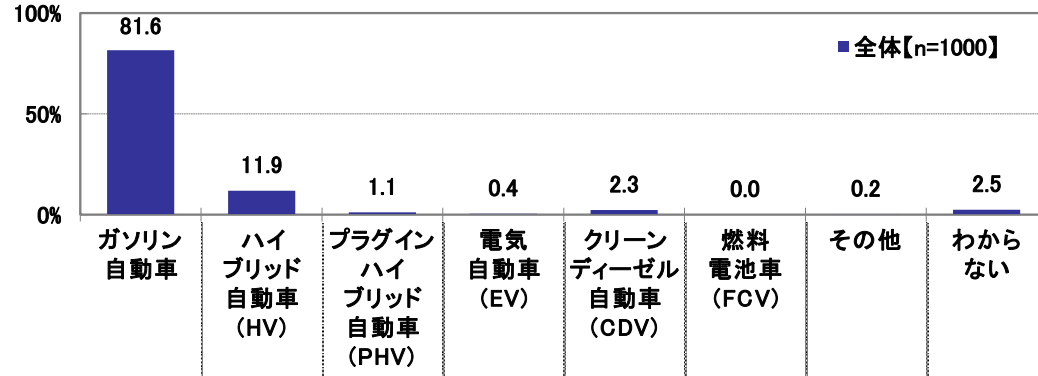 100%
50%
0%
全体【n=1000】
81.6
11.9
1.1
0.4
2.3
0.0
0.2
2.5
ガソリン
自動車
ハイ
ブリッド
自動車
(HV)
プラグイン
ハイ
ブリッド
自動車
(PHV)
電気
自動車
(EV)
クリーン
ディーゼル
自動車
(CDV)
燃料
電池車
(FCV)
その他
わから
ない